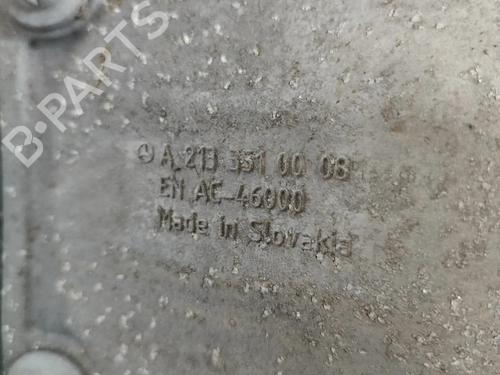 B-PARTS
A 213 351 00 08
EN AC-46000
Made in Slovakia